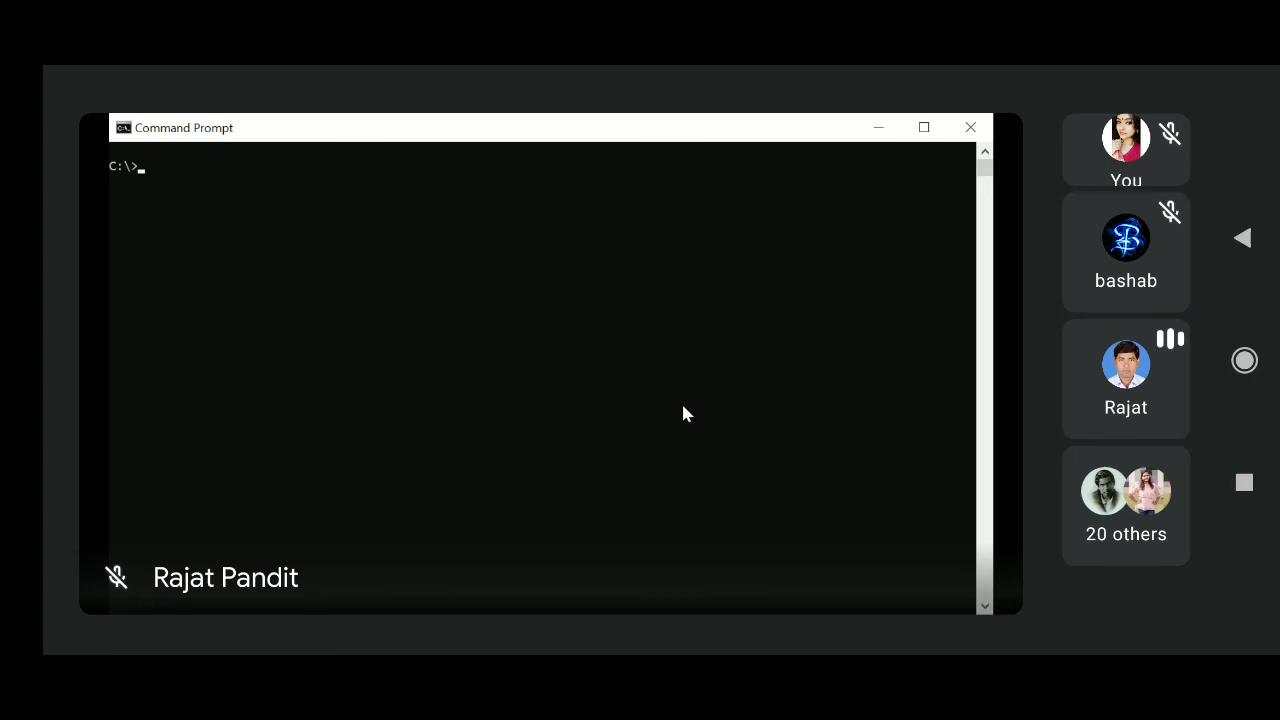 Command Prompt
C:\>
Rajat Pandit
You
bashab
Rajat
20 others